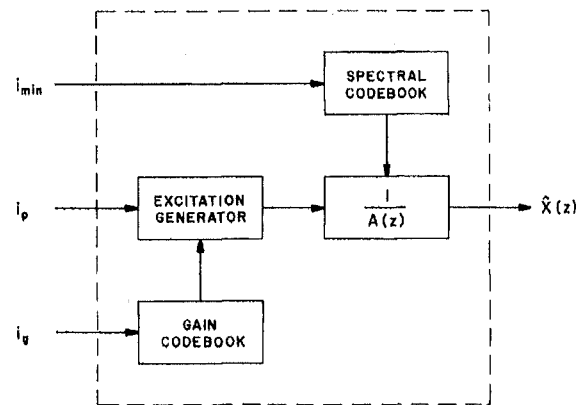 i_min
SPECTRAL
CODEBOOK
i_p
EXCITATION
GENERATOR
1
A(z)
X̂(z)
i_g
GAIN
CODEBOOK